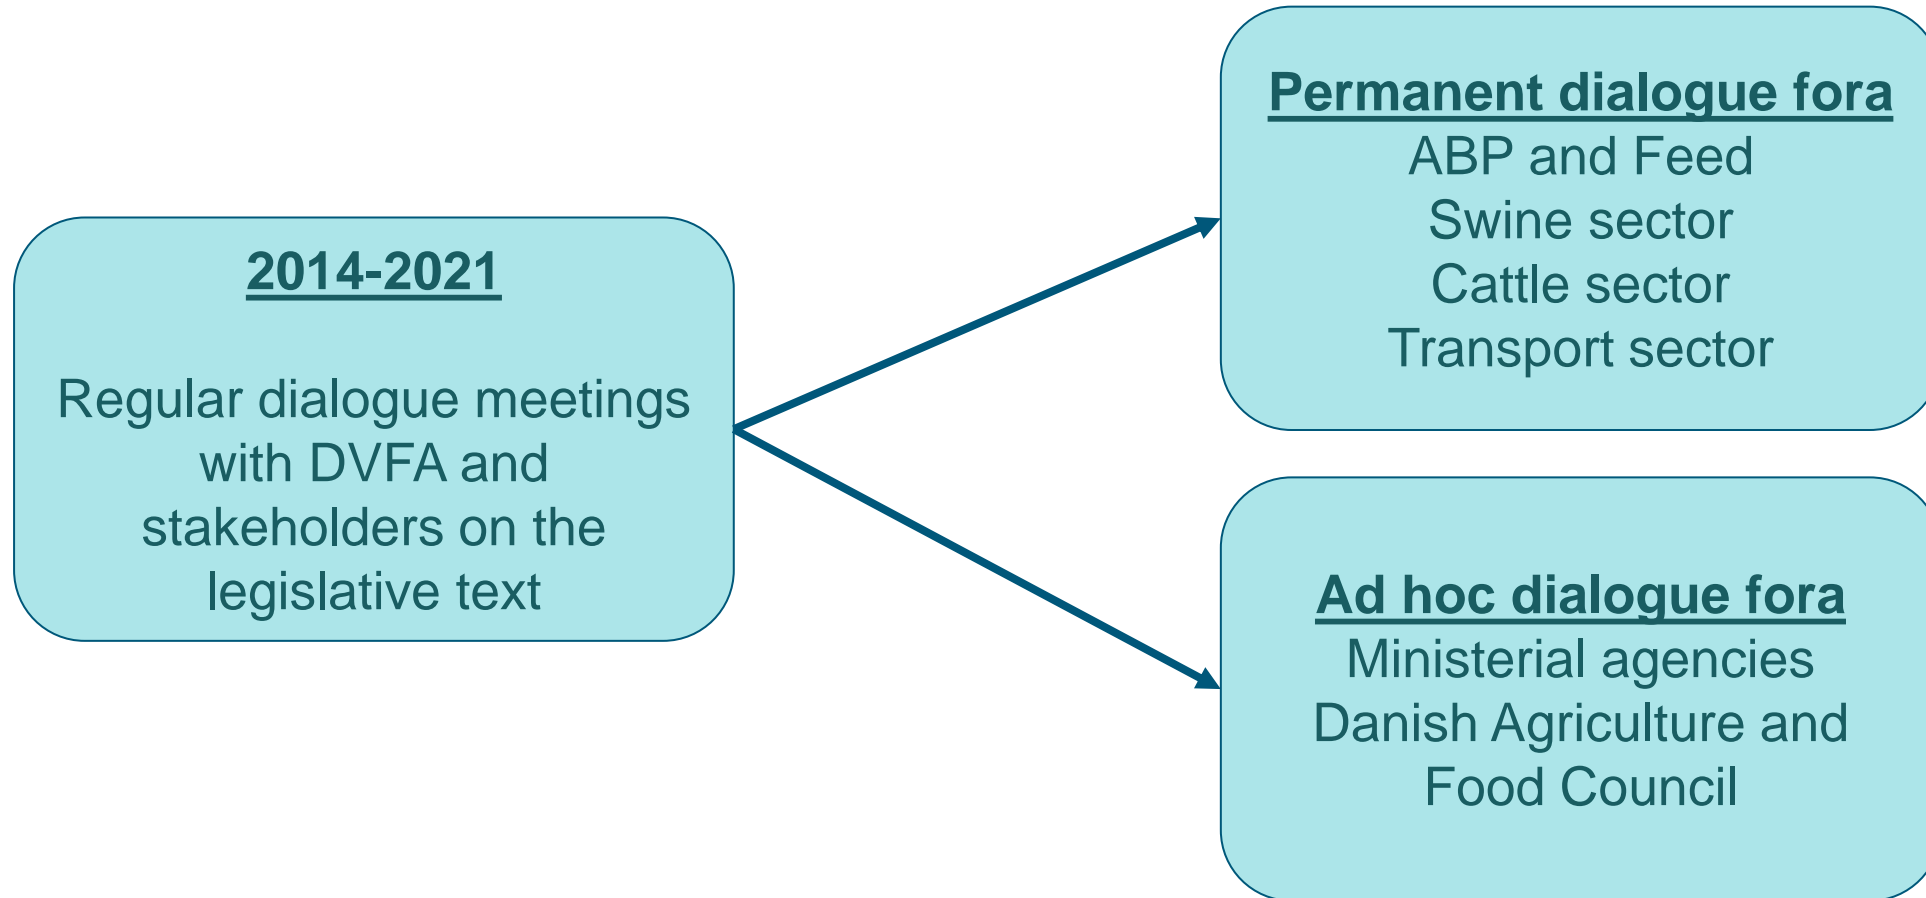 2014-2021
Regular dialogue meetings
with DVFA and
stakeholders on the
legislative text
Permanent dialogue fora
ABP and Feed
Swine sector
Cattle sector
Transport sector
Ad hoc dialogue fora
Ministerial agencies
Danish Agriculture and
Food Council